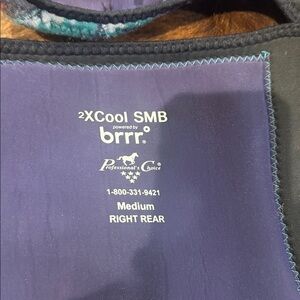 ²XCool SMB
powered by
brrr°
Professional's Choice
1-800-331-9421
Medium
RIGHT REAR